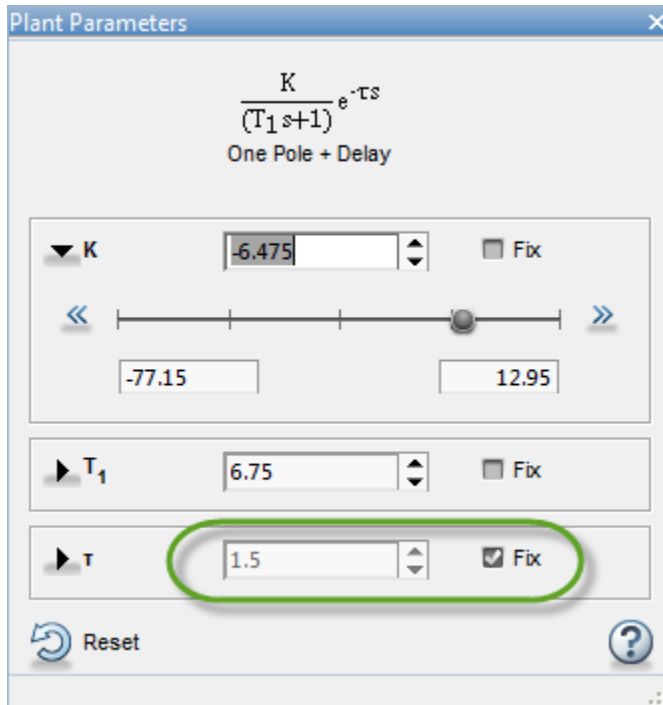 Plant Parameters
K
(T₁s+1)
e^-τs
One Pole + Delay
K -6.475 Fix
-77.15 12.95
T₁ 6.75 Fix
τ 1.5 Fix
Reset ?